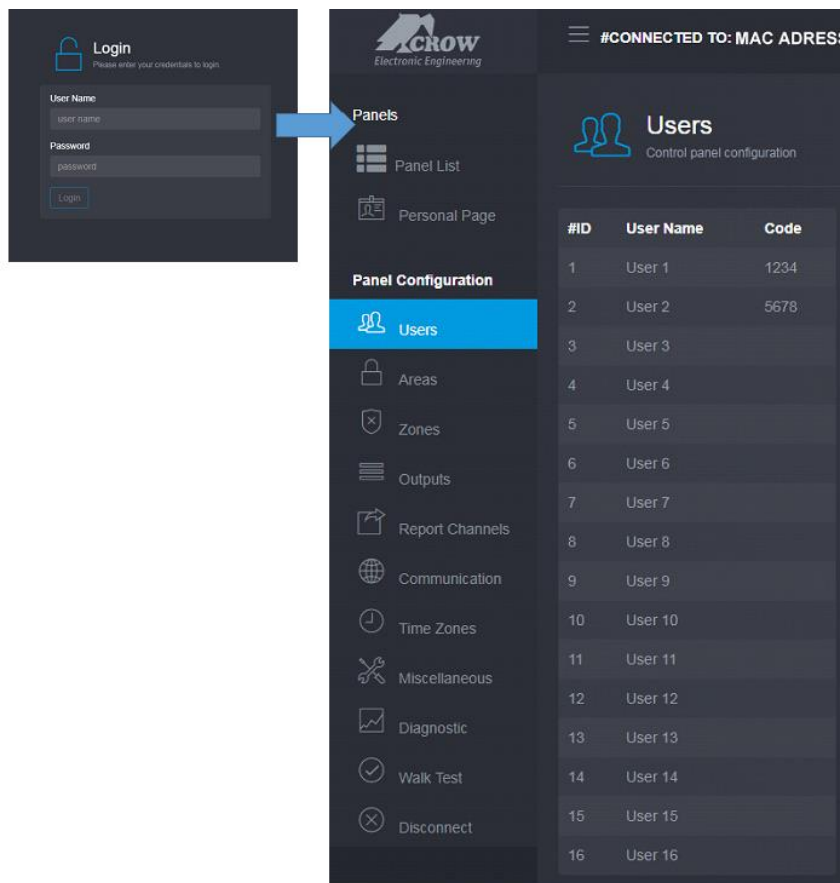 Login
Please enter your credentials to login.
User Name
user name
Password
password
Login
CROW
Electronic Engineering
#CONNECTED TO: MAC ADRESS
Panels
Panel List
Personal Page
Panel Configuration
Users
Areas
Zones
Outputs
Report Channels
Communication
Time Zones
Miscellaneous
Diagnostic
Walk Test
Disconnect
Users
Control panel configuration
#ID User Name Code
1 User 1 1234
2 User 2 5678
3 User 3
4 User 4
5 User 5
6 User 6
7 User 7
8 User 8
9 User 9
10 User 10
11 User 11
12 User 12
13 User 13
14 User 14
15 User 15
16 User 16